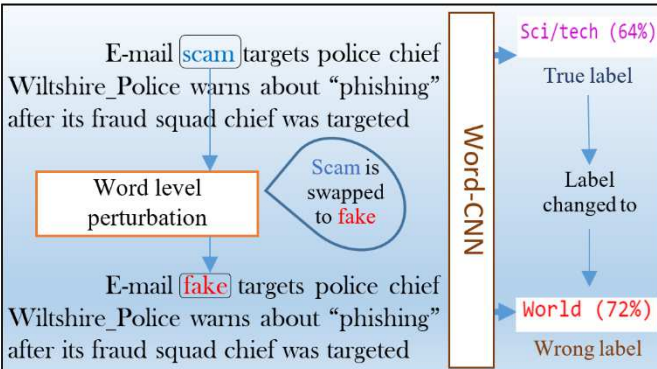 E-mail scam targets police chief
Wiltshire_Police warns about “phishing”
after its fraud squad chief was targeted
Word level
perturbation
Scam is
swapped
to fake
E-mail fake targets police chief
Wiltshire_Police warns about “phishing”
after its fraud squad chief was targeted
Word-CNN
Sci/tech (64%)
True label
Label
changed to
World (72%)
Wrong label